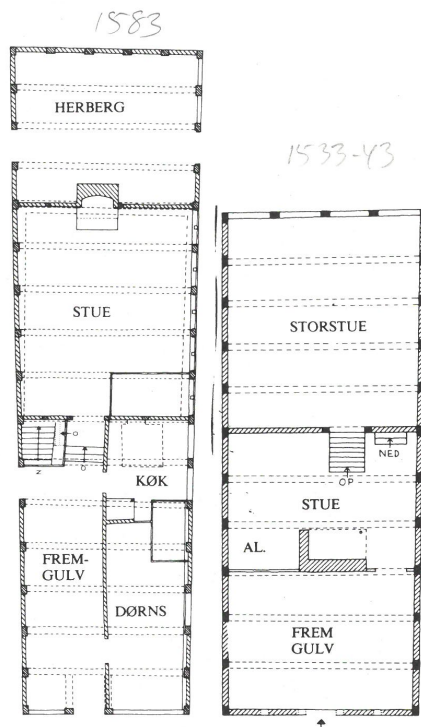 1583
HERBERG
STUE
O
D
N
KØK
FREM-
GULV
DØRNS
1533-43
STORSTUE
NED
OP
STUE
AL.
FREM
GULV